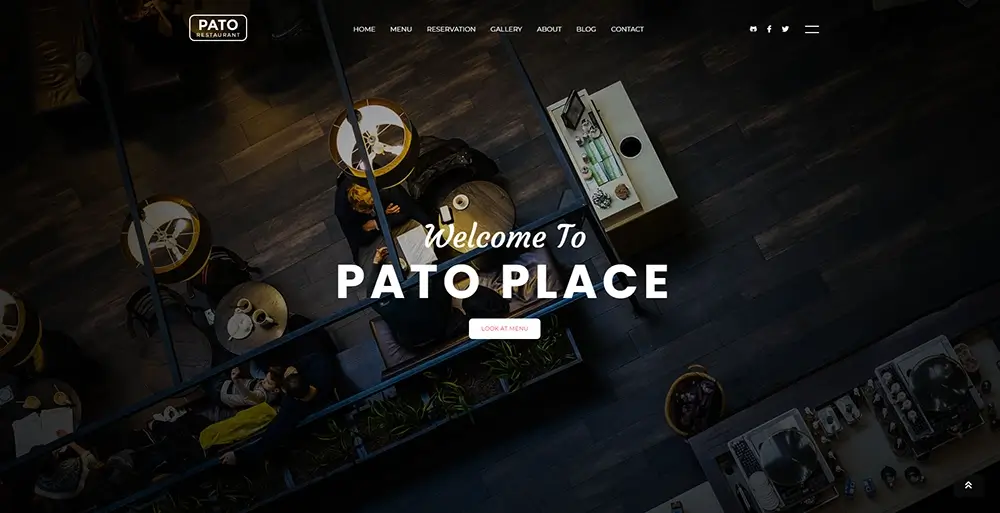 PATO
RESTAURANT
HOME MENU RESERVATION GALLERY ABOUT BLOG CONTACT
Welcome To
PATO PLACE
LOOK AT MENU